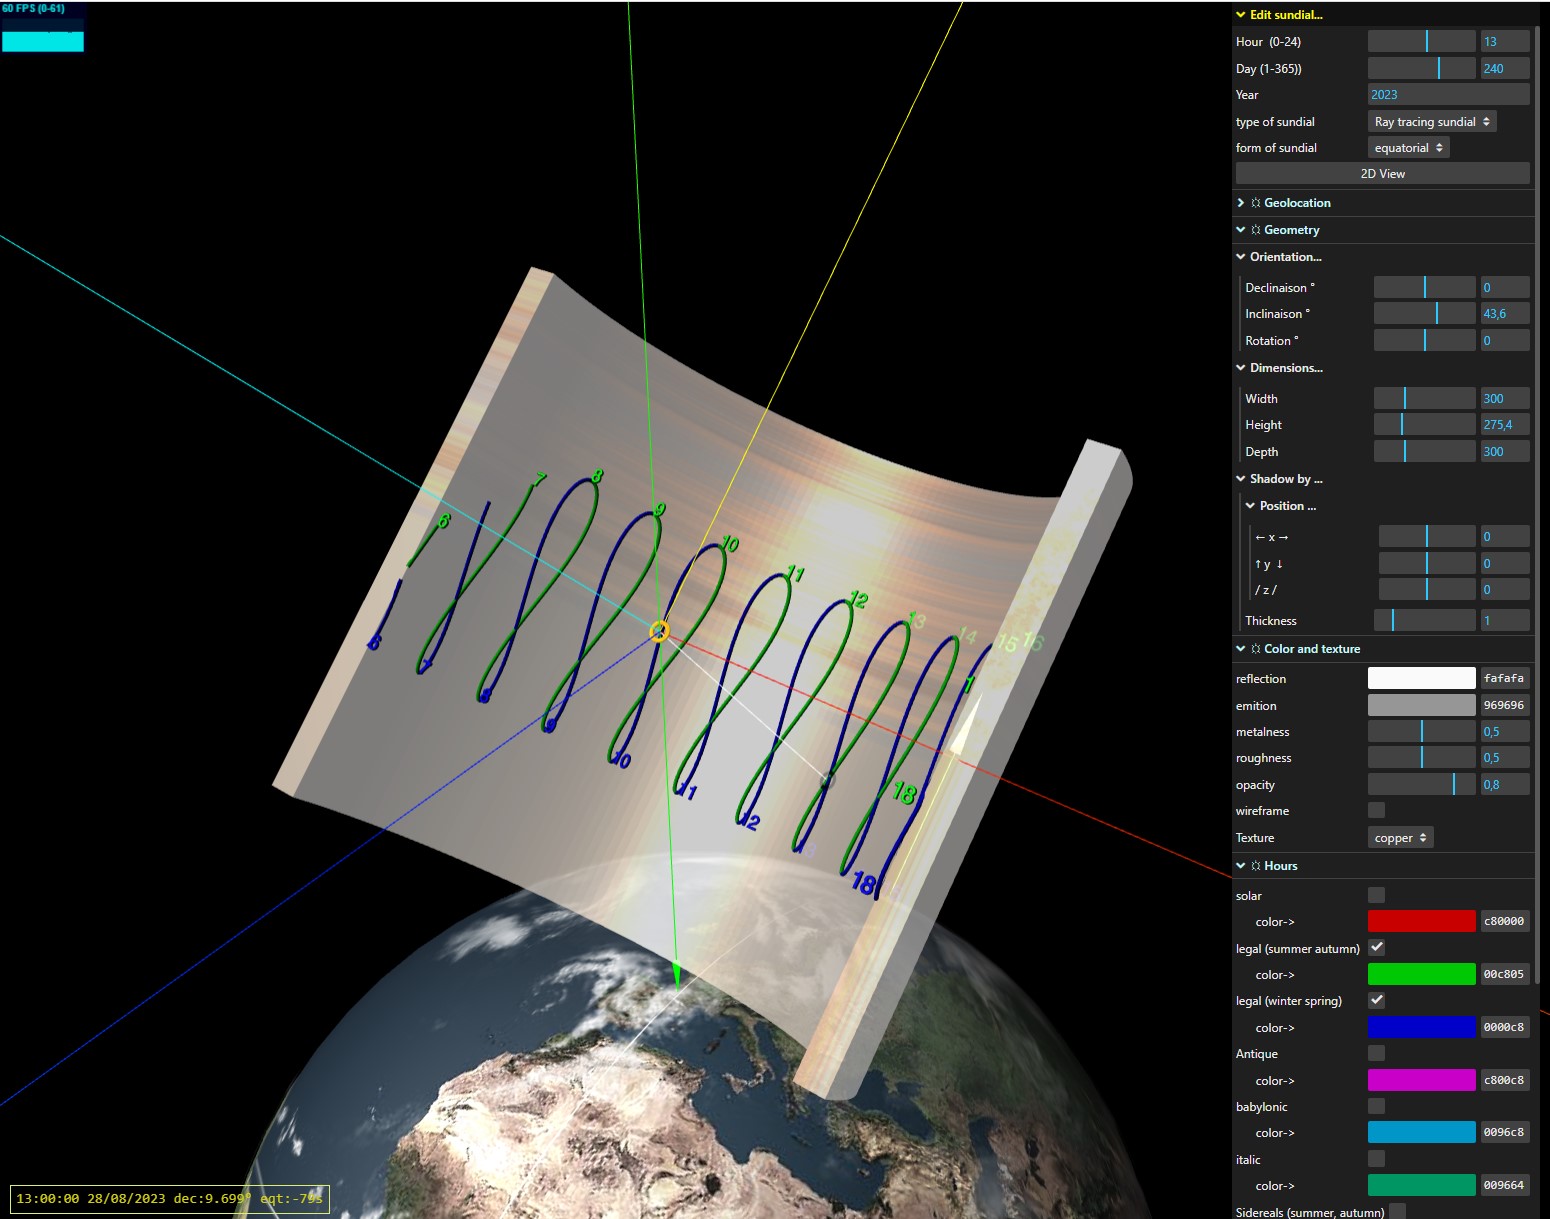 60 FPS (0-61)
Edit sundial...
Hour (0-24) 13
Day (1-365)) 240
Year 2023
type of sundial Ray tracing sundial
form of sundial equatorial
2D View
Geolocation
Geometry
Orientation...
Declinaison ° 0
Inclinaison ° 43,6
Rotation ° 0
Dimensions...
Width 300
Height 275,4
Depth 300
Shadow by ...
Position ...
← x → 0
↑ y ↓ 0
/ z / 0
Thickness 1
Color and texture
reflection fafafa
emition 969696
metalness 0,5
roughness 0,5
opacity 0,8
wireframe
Texture copper
Hours
solar
color-> c80000
legal (summer autumn)
color-> 00c805
legal (winter spring)
color-> 0000c8
Antique
color-> c800c8
babylonic
color-> 0096c8
italic
color-> 009664
Sidereals (summer, autumn)
6 7 8 9 10 11 12 13 14 15 16
18
6 7 8 9 10 11 12 18
13:00:00 28/08/2023 dec:9.699° eqt:-79s